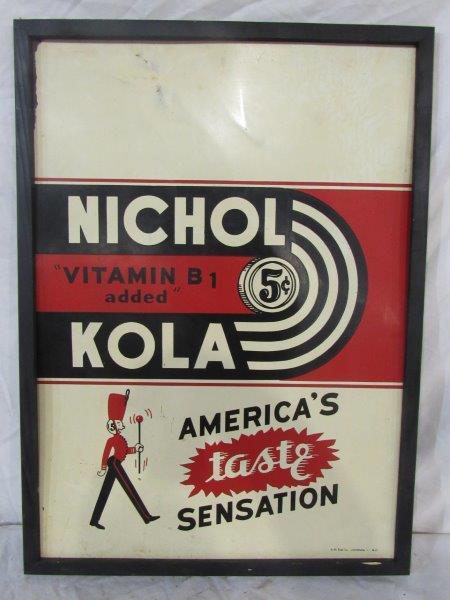 NICHOL
"VITAMIN B1
added"
5¢
KOLA
AMERICA'S
taste
SENSATION